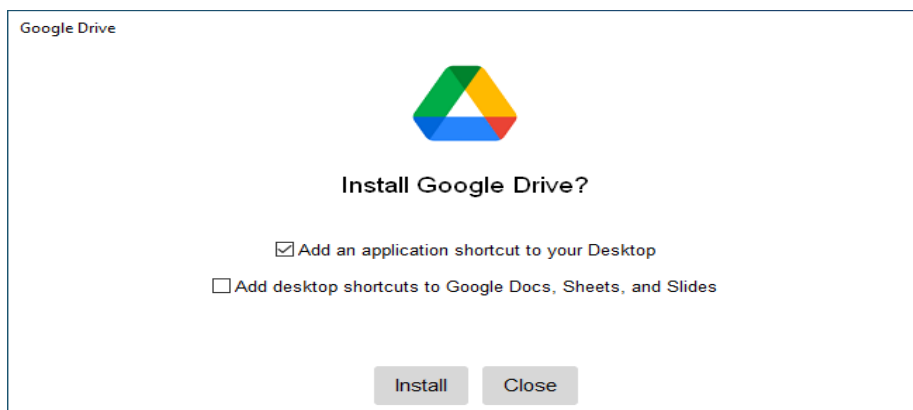 Google Drive
Install Google Drive?
Add an application shortcut to your Desktop
Add desktop shortcuts to Google Docs, Sheets, and Slides
Install Close